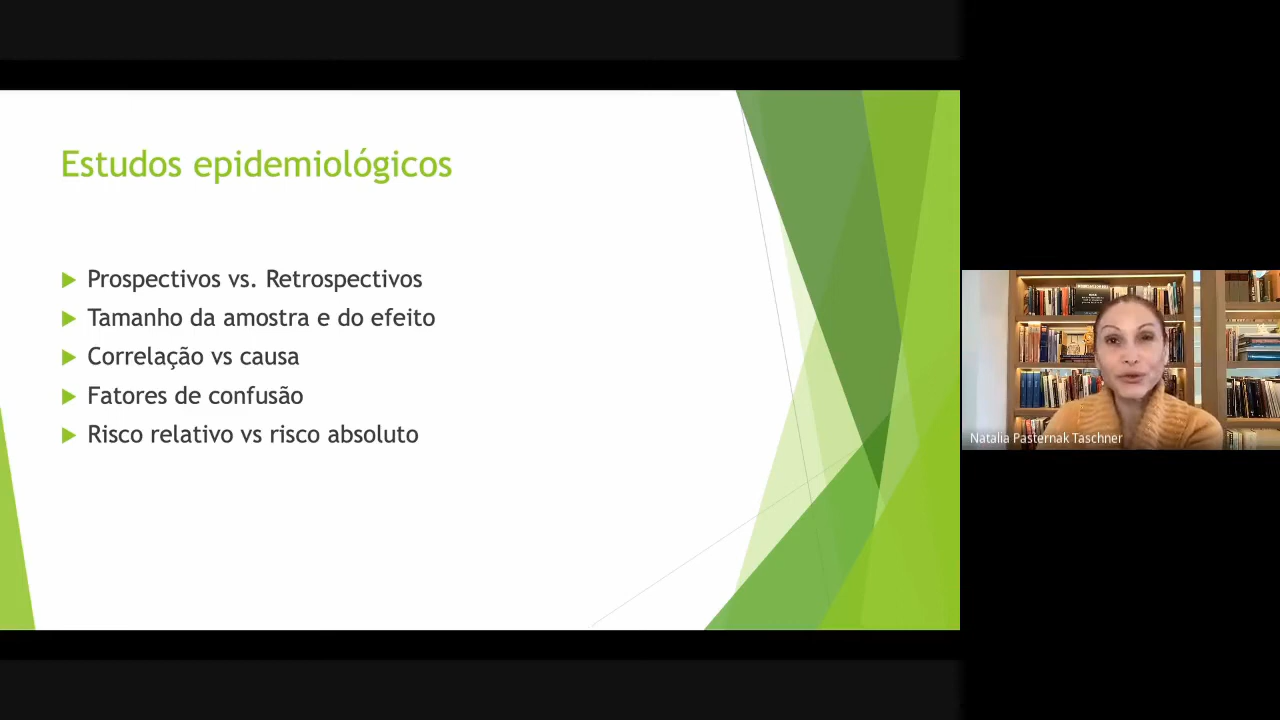 Estudos epidemiológicos
Prospectivos vs. Retrospectivos
Tamanho da amostra e do efeito
Correlação vs causa
Fatores de confusão
Risco relativo vs risco absoluto
Natalia Pasternak Taschner